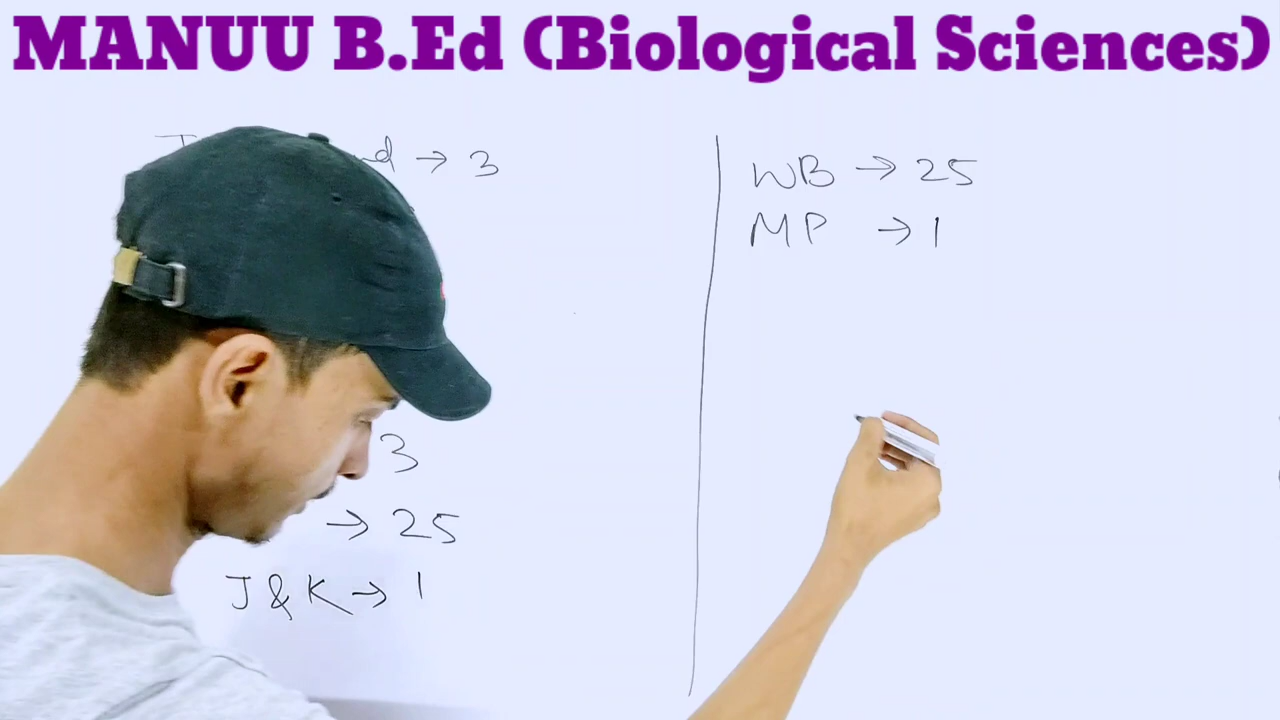 MANUU B.Ed (Biological Sciences)
→ 3
3
→ 25
J & K → 1
WB → 25
MP → 1